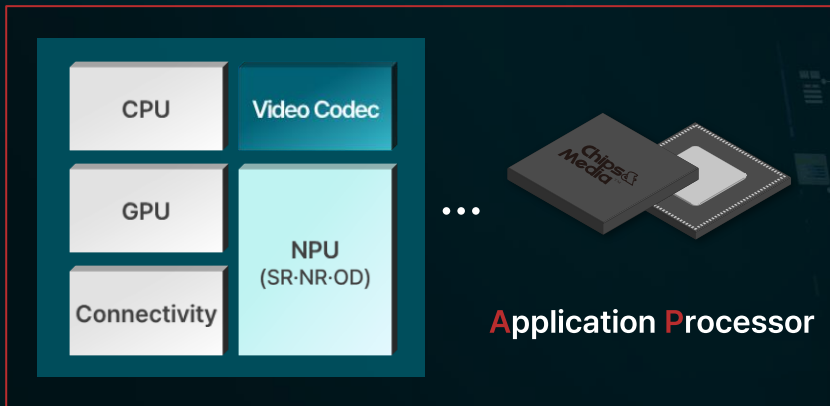 CPU
Video Codec
GPU
NPU
(SR·NR·OD)
Connectivity
...
Chips&
Media
Application Processor